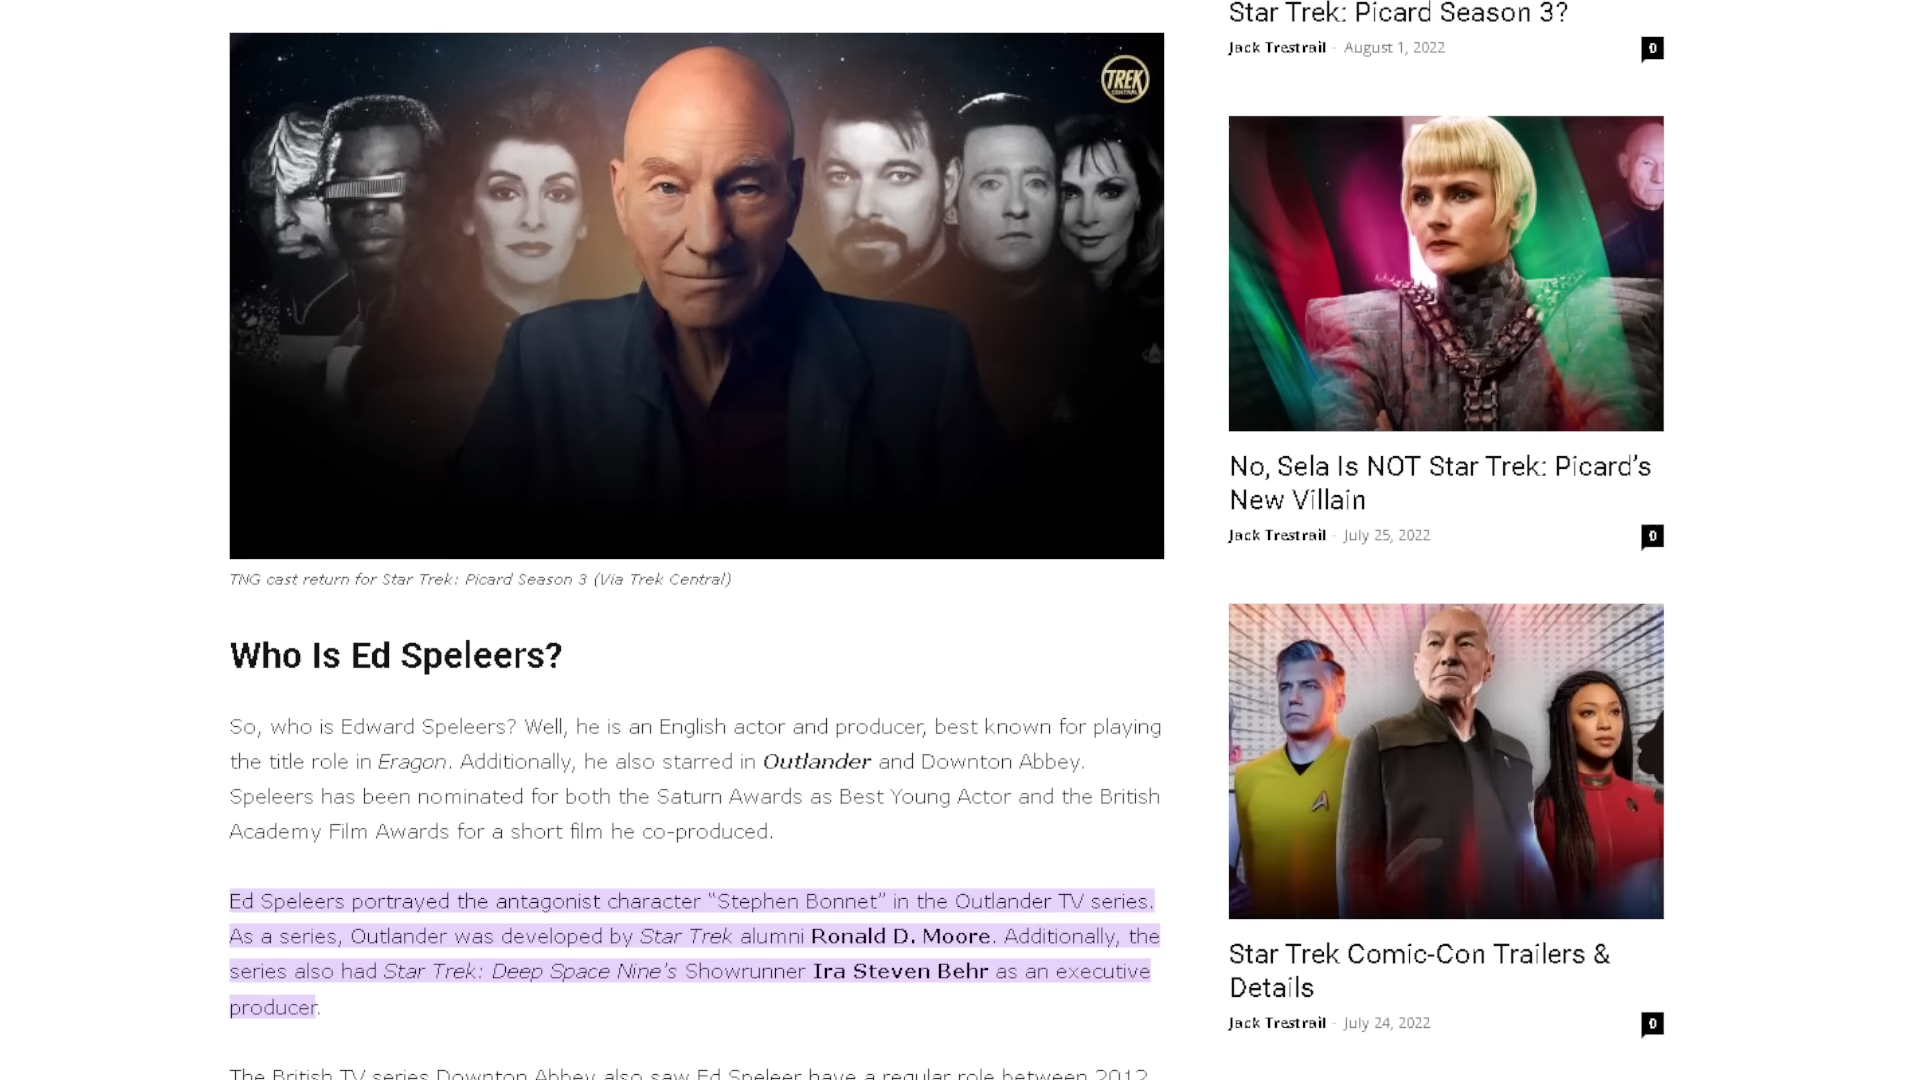 Star Trek: Picard Season 3?
Jack Trestrail - August 1, 2022
0
TREK
CENTRAL
TNG cast return for Star Trek: Picard Season 3 (Via Trek Central)
Who Is Ed Speleers?
So, who is Edward Speleers? Well, he is an English actor and producer, best known for playing
the title role in Eragon. Additionally, he also starred in Outlander and Downton Abbey.
Speleers has been nominated for both the Saturn Awards as Best Young Actor and the British
Academy Film Awards for a short film he co-produced.
Ed Speleers portrayed the antagonist character “Stephen Bonnet” in the Outlander TV series.
As a series, Outlander was developed by Star Trek alumni Ronald D. Moore. Additionally, the
series also had Star Trek: Deep Space Nine’s Showrunner Ira Steven Behr as an executive
producer.
The British TV series Downton Abbey also saw Ed Speleer have a regular role between 2012
No, Sela Is NOT Star Trek: Picard’s
New Villain
Jack Trestrail - July 25, 2022
0
Star Trek Comic-Con Trailers &
Details
Jack Trestrail - July 24, 2022
0